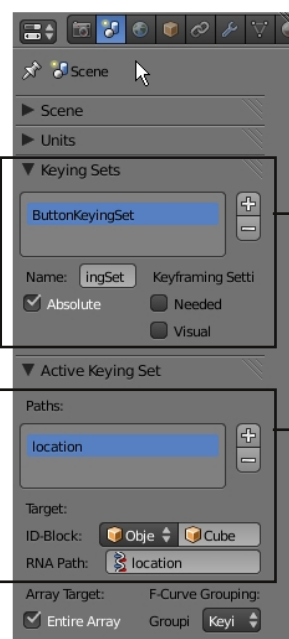 Scene
Scene
Units
Keying Sets
ButtonKeyingSet
Name: ingSet Keyframing Setti
Absolute Needed
Visual
Active Keying Set
Paths:
location
Target:
ID-Block: Obje Cube
RNA Path: location
Array Target: F-Curve Grouping:
Entire Array Groupi Keyi